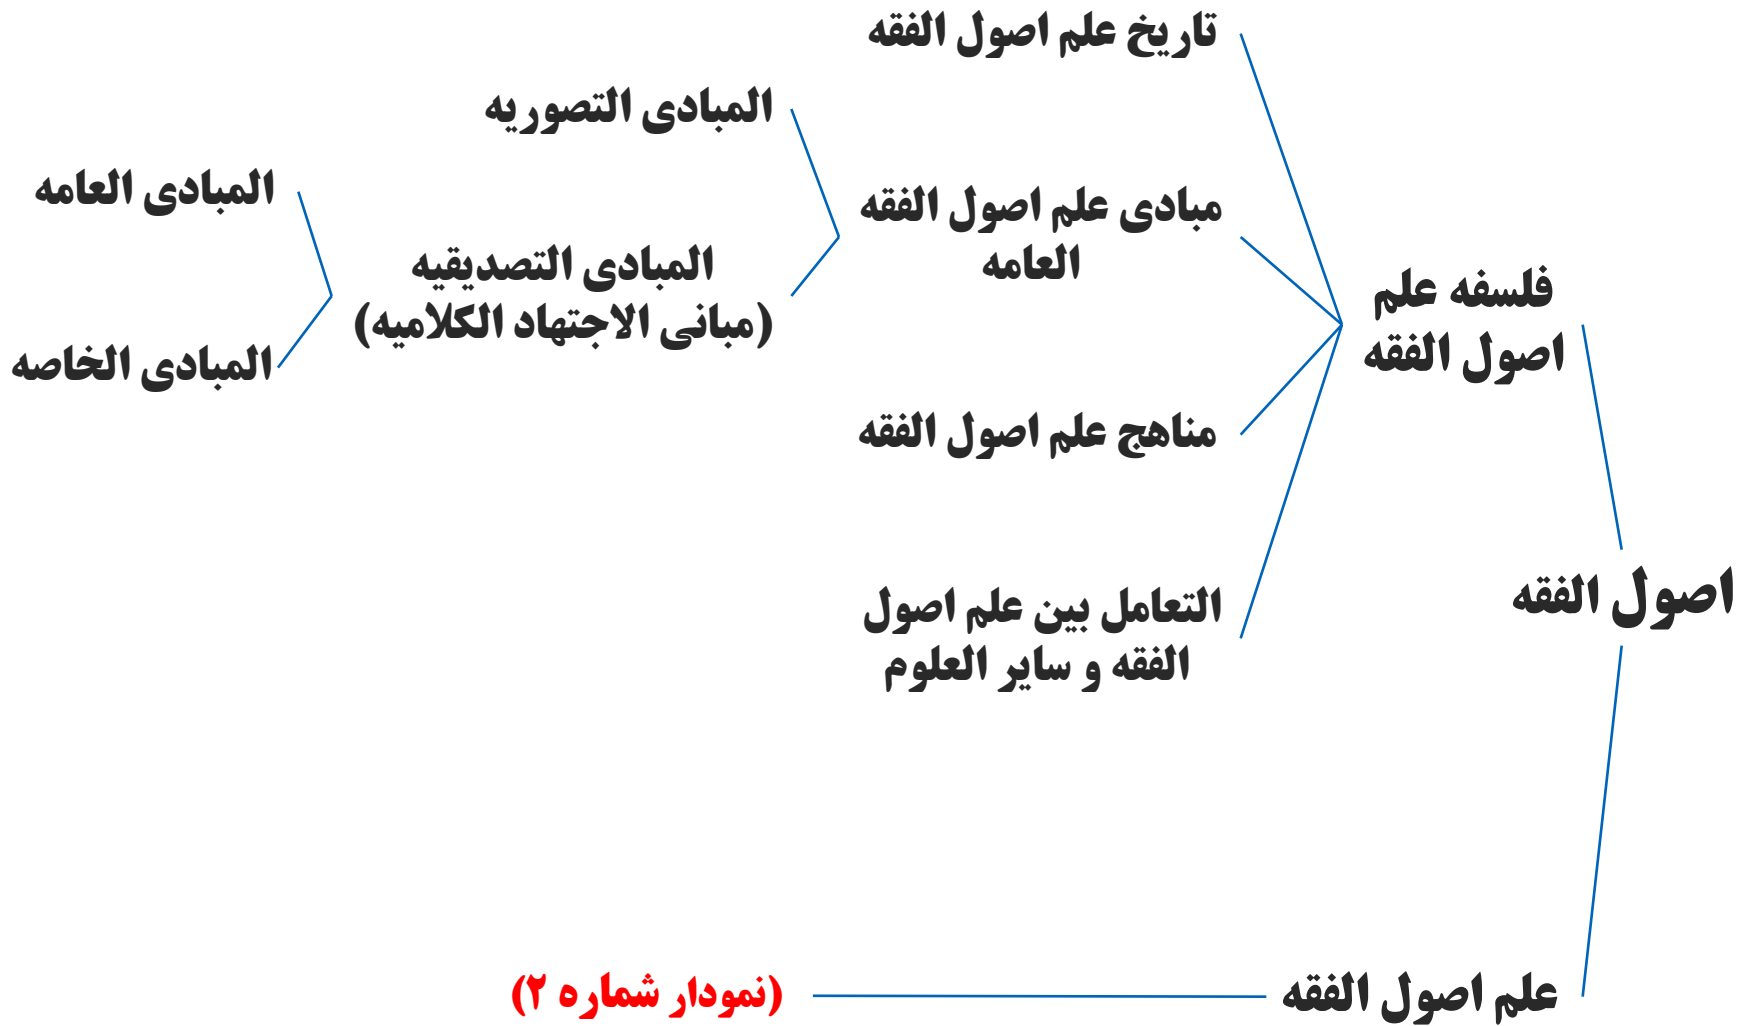 اصول الفقه
فلسفه علم
اصول الفقه
تاریخ علم اصول الفقه
مبادی علم اصول الفقه
العامه
المبادی التصوریه
المبادی التصدیقیه
(مبانی الاجتهاد الکلامیه)
المبادی العامه
المبادی الخاصه
مناهج علم اصول الفقه
التعامل بین علم اصول
الفقه و سایر العلوم
علم اصول الفقه
(نمودار شماره ۲)